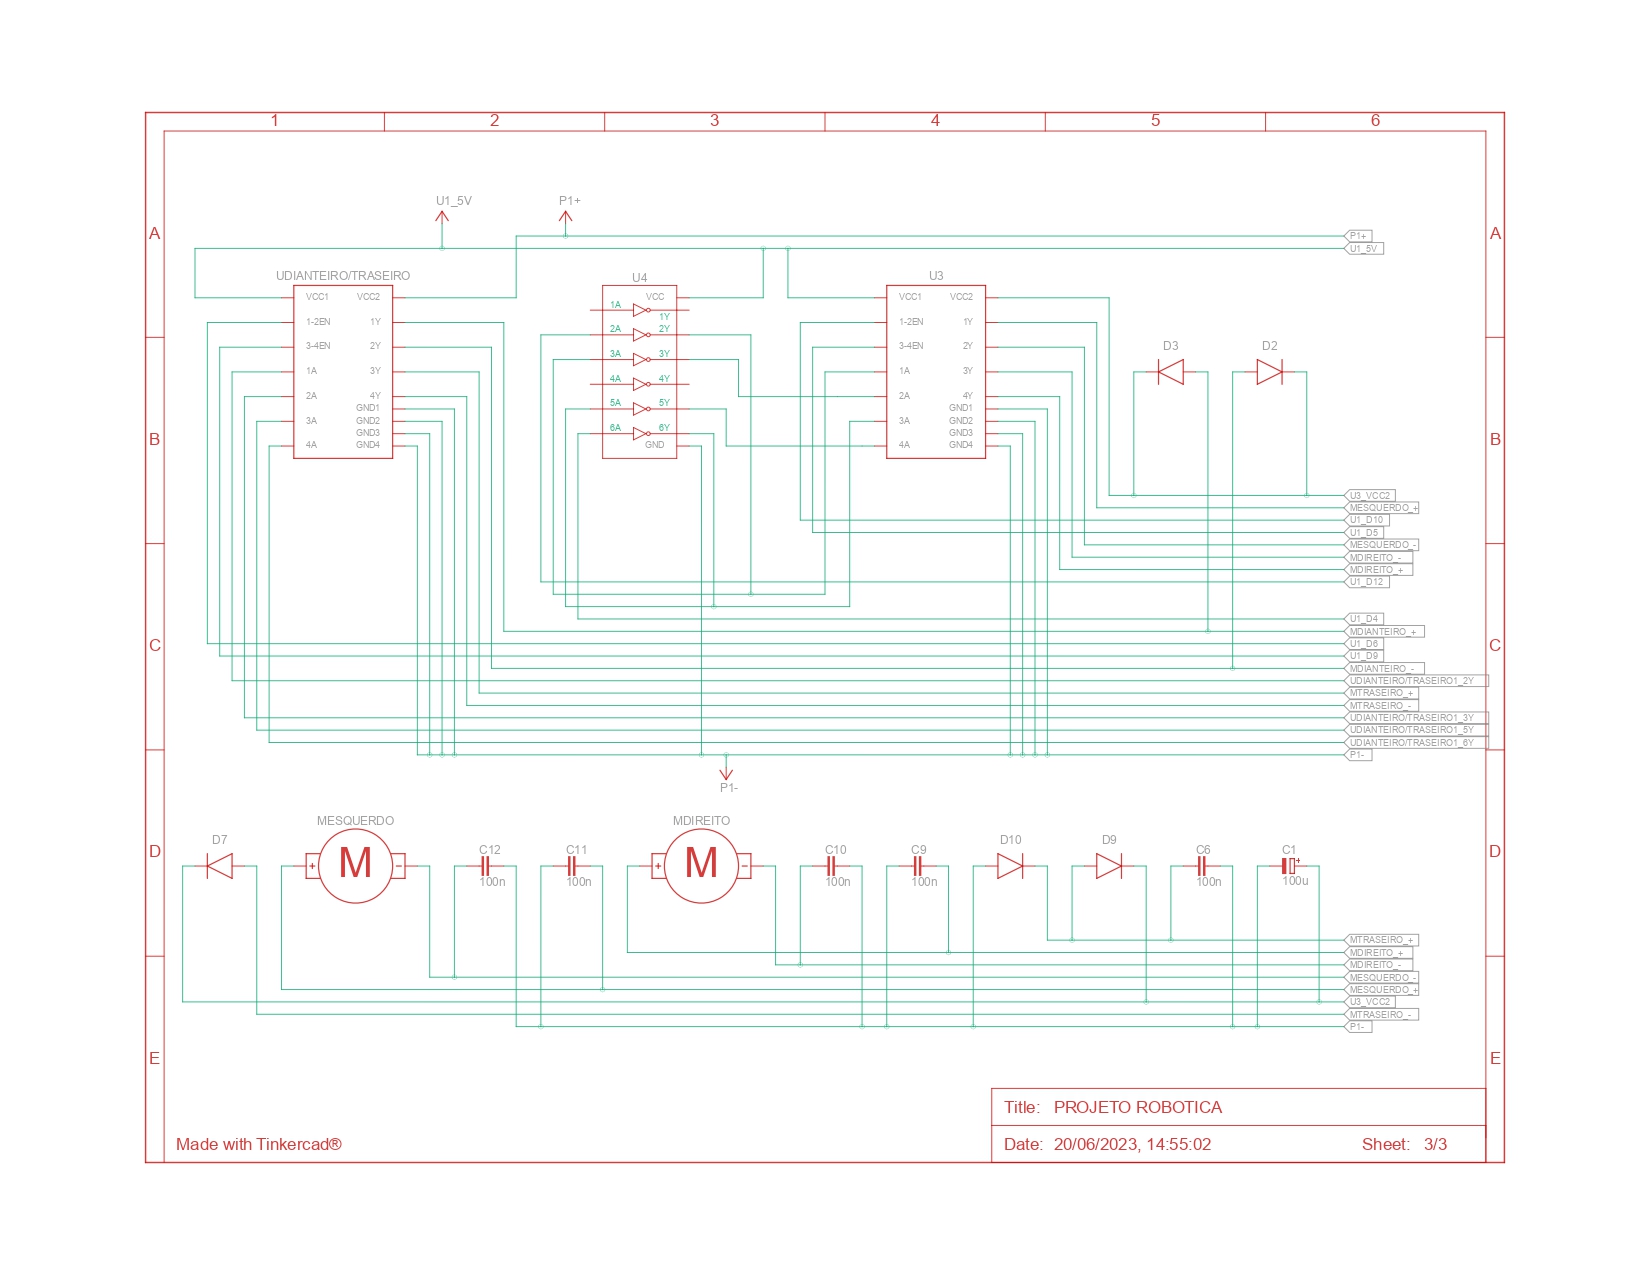 1 2 3 4 5 6
U1_5V P1+
A A
P1+
U1_5V
UDIANTEIRO/TRASEIRO U4 U3
VCC1 VCC2 VCC VCC1 VCC2
1A 1Y
1-2EN 1Y 1-2EN 1Y
2A 2Y
3-4EN 2Y 3-4EN 2Y
D3 D2
3A 3Y
1A 3Y 1A 3Y
4A 4Y
2A 4Y 2A 4Y
5A 5Y
GND1 GND1
3A GND2 3A GND2
6A 6Y
GND3 GND3
B B
4A GND4 GND 4A GND4
U3_VCC2
MESQUERDO_+
U1_D10
U1_D5
MESQUERDO_-
MDIREITO_-
MDIREITO_+
U1_D12
U1_D4
MDIANTEIRO_+
U1_D6
C C
U1_D9
MDIANTEIRO_-
UDIANTEIRO/TRASEIRO1_2Y
MTRASEIRO_+
MTRASEIRO_-
UDIANTEIRO/TRASEIRO1_3Y
UDIANTEIRO/TRASEIRO1_5Y
UDIANTEIRO/TRASEIRO1_6Y
P1-
P1-
MESQUERDO MDIREITO
D7 C12 C11 C10 C9 D10 D9 C6 C1
D D
+ M - + M - +
100n 100n 100n 100n 100n 100u
MTRASEIRO_+
MDIREITO_+
MDIREITO_-
MESQUERDO_-
MESQUERDO_+
U3_VCC2
MTRASEIRO_-
P1-
E E
Title: PROJETO ROBOTICA
Made with Tinkercad®
Date: 20/06/2023, 14:55:02 Sheet: 3/3